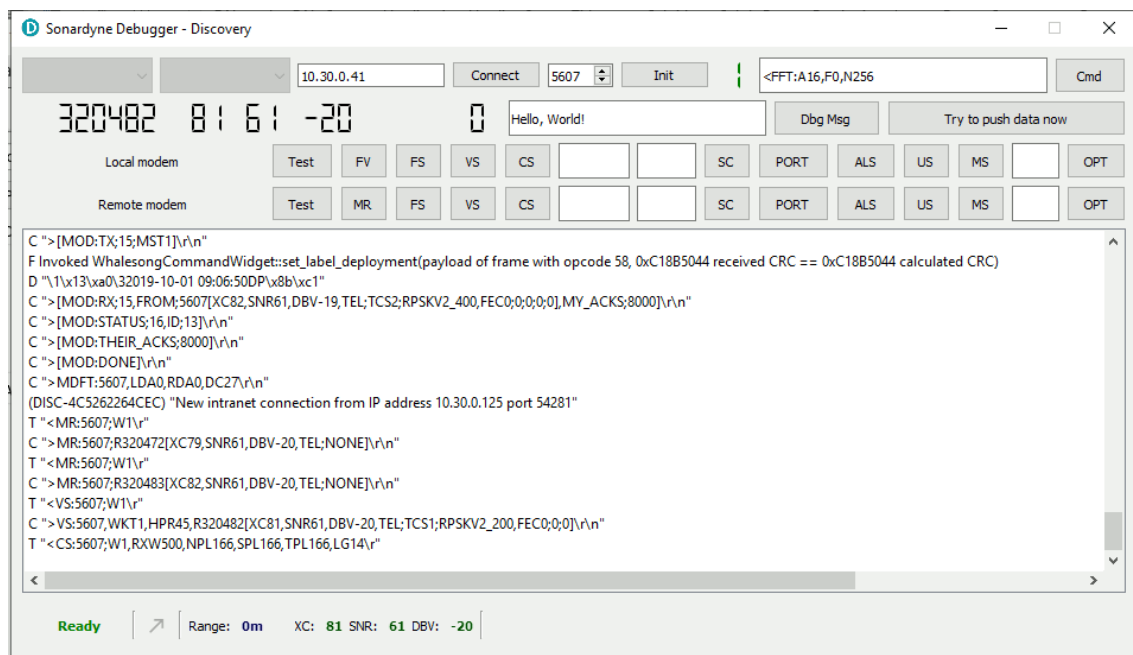 Sonardyne Debugger - Discovery
10.30.0.41 Connect 5607 Init <FFT:A16,F0,N256 Cmd
320482 81 61 -20 0 Hello, World! Dbg Msg Try to push data now
Local modem Test FV FS VS CS SC PORT ALS US MS OPT
Remote modem Test MR FS VS CS SC PORT ALS US MS OPT
C ">[MOD:TX;15;MST1]\r\n"
F Invoked WhalesongCommandWidget::set_label_deployment(payload of frame with opcode 58, 0xC18B5044 received CRC == 0xC18B5044 calculated CRC)
D "\1\x13\xa0\32019-10-01 09:06:50DP\x8b\xc1"
C ">[MOD:RX;15,FROM;5607[XC82,SNR61,DBV-19,TEL;TCS2;RPSKV2_400,FEC0;0;0;0],MY_ACKS;8000]\r\n"
C ">[MOD:STATUS;16,ID;13]\r\n"
C ">[MOD:THEIR_ACKS;8000]\r\n"
C ">[MOD:DONE]\r\n"
C ">MDFT:5607,LDA0,RDA0,DC27\r\n"
(DISC-4C5262264CEC) "New intranet connection from IP address 10.30.0.125 port 54281"
T "<MR:5607;W1\r"
C ">MR:5607;R320472[XC79,SNR61,DBV-20,TEL;NONE]\r\n"
T "<MR:5607;W1\r"
C ">MR:5607;R320483[XC82,SNR61,DBV-20,TEL;NONE]\r\n"
T "<VS:5607;W1\r"
C ">VS:5607,WKT1,HPR45,R320482[XC81,SNR61,DBV-20,TEL;TCS1;RPSKV2_200,FEC0;0;0]\r\n"
T "<CS:5607;W1,RXW500,NPL166,SPL166,TPL166,LG14\r"
Ready Range: 0m XC: 81 SNR: 61 DBV: -20